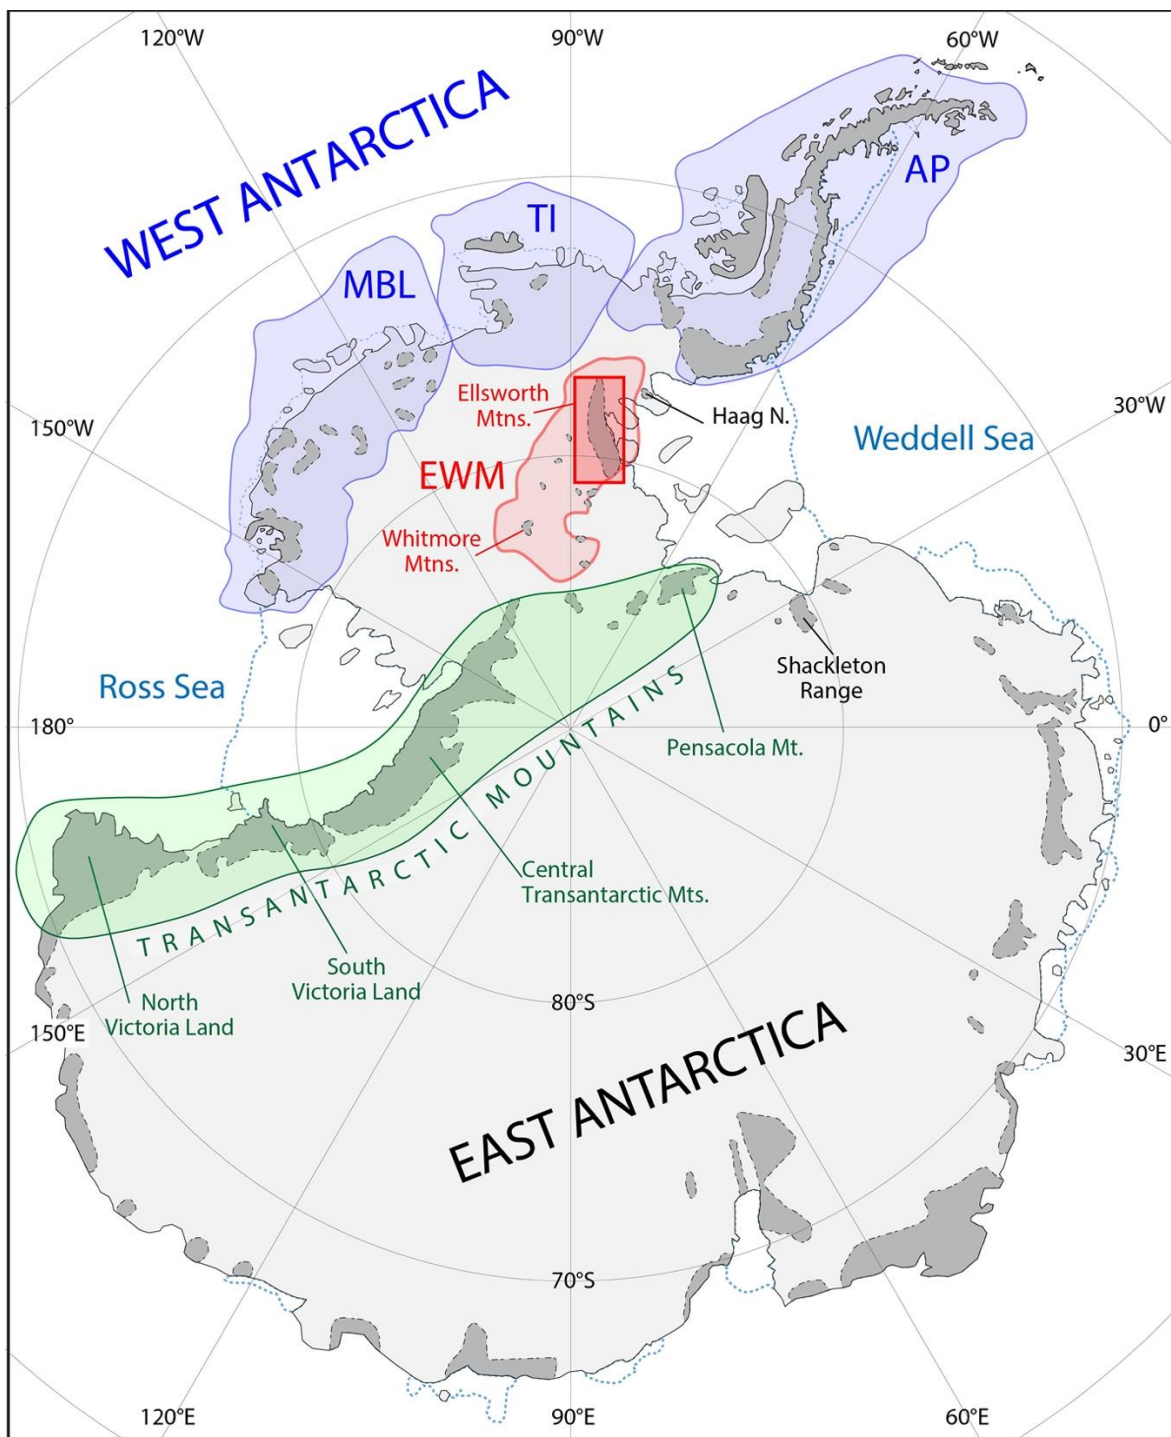 120°W
90°W
60°W
WEST ANTARCTICA
TI
AP
MBL
Ellsworth
Mtns.
Haag N.
30°W
150°W
Weddell Sea
EWM
Whitmore
Mtns.
Shackleton
Range
Ross Sea
180°
0°
Pensacola Mt.
TRANSANTARCTIC MOUNTAINS
Central
Transantarctic Mts.
South
Victoria Land
North
Victoria Land
80°S
150°E
30°E
EAST ANTARCTICA
70°S
120°E
90°E
60°E